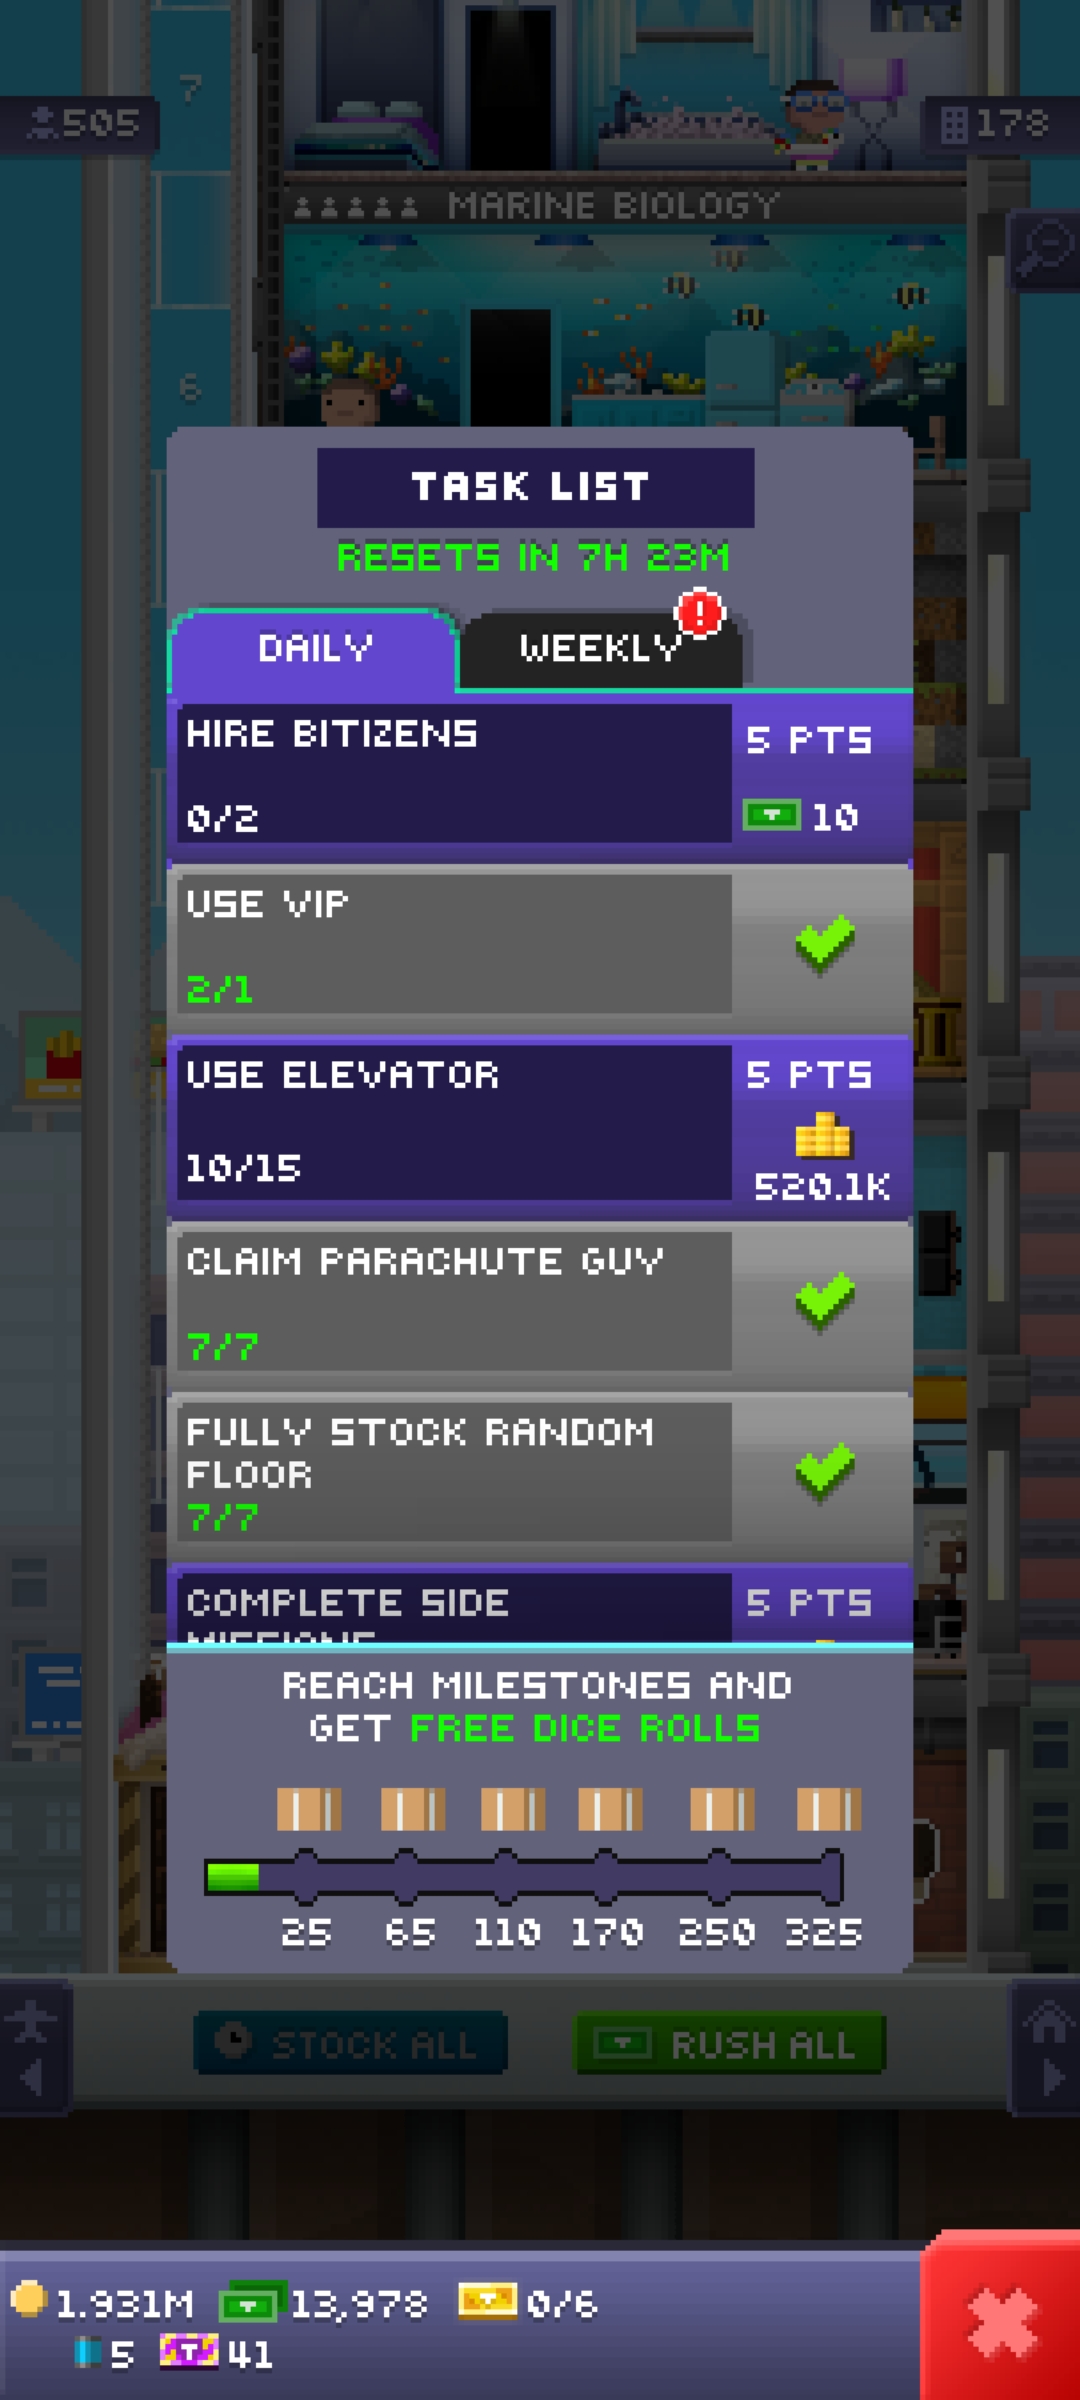 7
505
178
MARINE BIOLOGY
6
TASK LIST
RESETS IN 7H 23M
DAILY
WEEKLY
!
HIRE BITIZENS
5 PTS
0/2
10
USE VIP
2/1
USE ELEVATOR
5 PTS
10/15
520.1K
CLAIM PARACHUTE GUY
7/7
FULLY STOCK RANDOM
FLOOR
7/7
COMPLETE SIDE
5 PTS
MISSIONS
REACH MILESTONES AND
GET FREE DICE ROLLS
25 65 110 170 250 325
STOCK ALL
RUSH ALL
1.931M 13,978 0/6
5 41